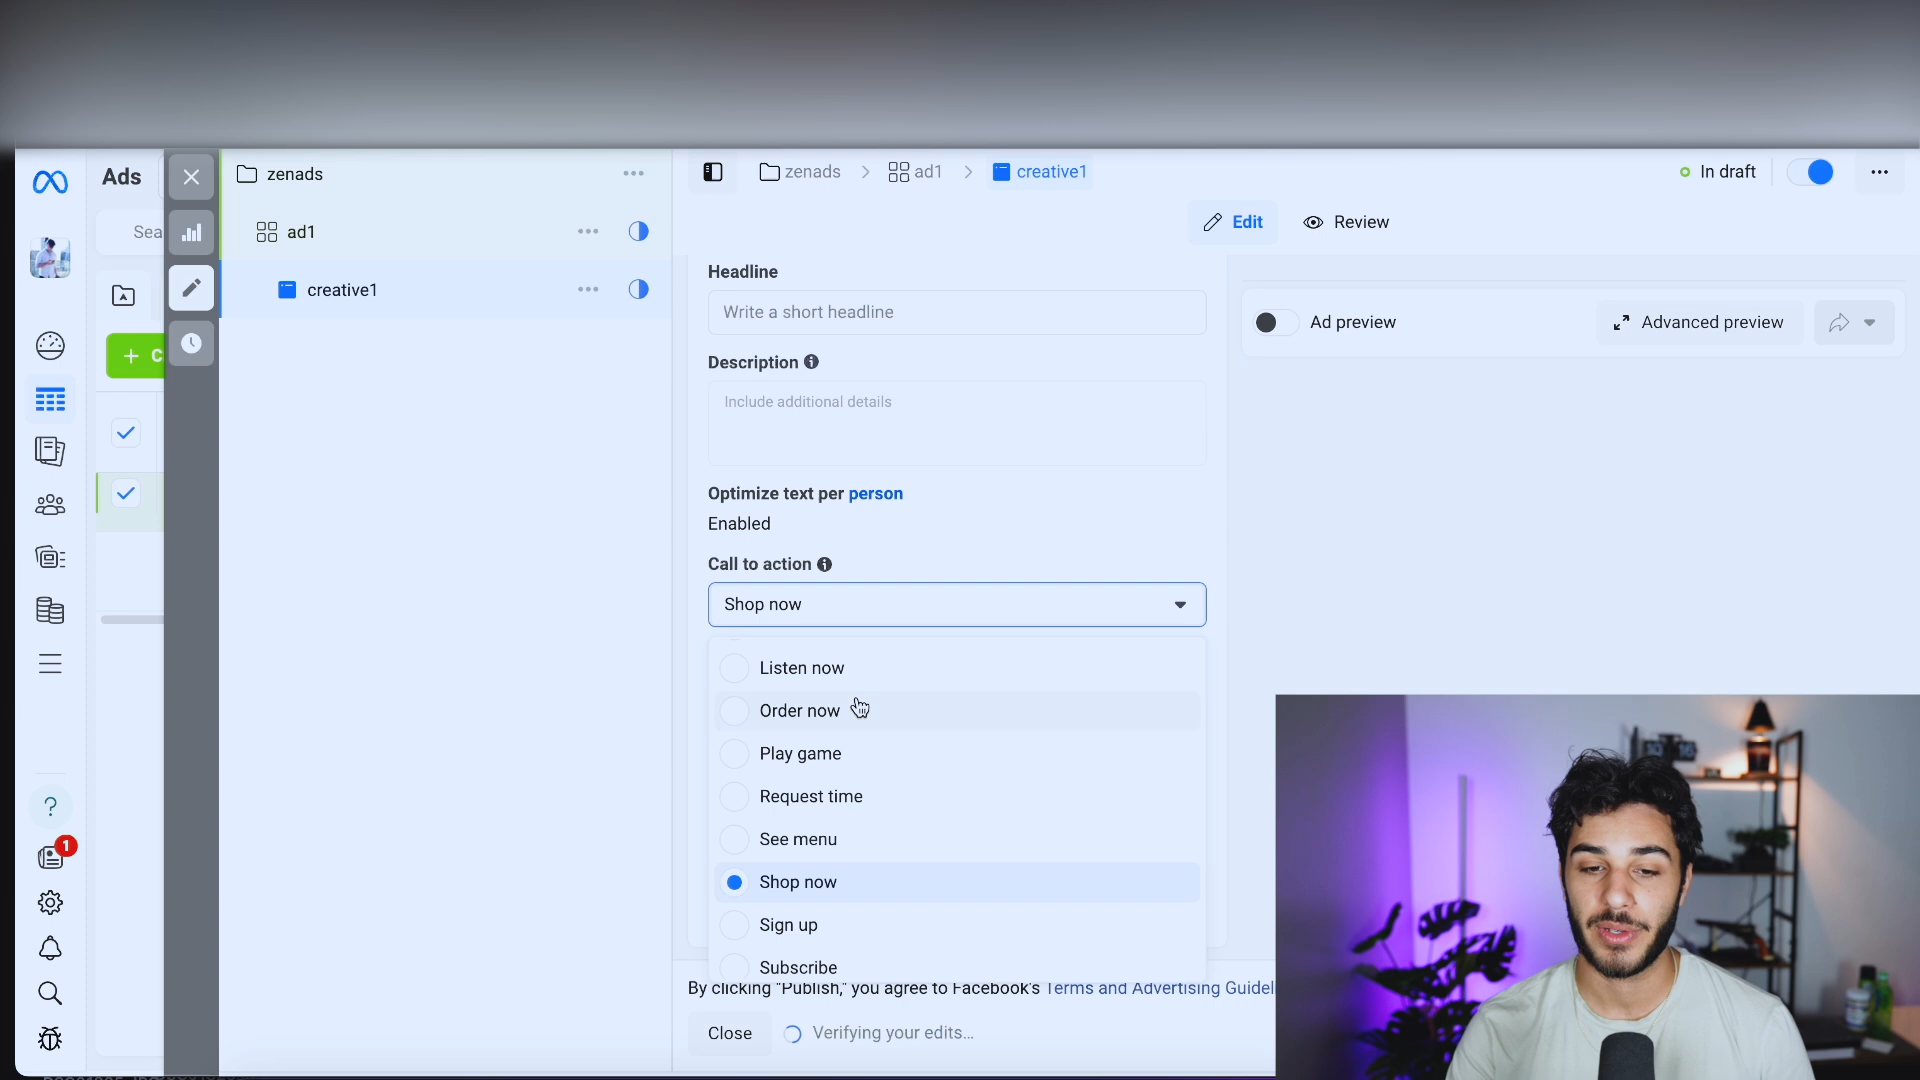 Ads
zenads
zenads
ad1
creative1
In draft
Sea
ad1
Edit
Review
creative1
Headline
Write a short headline
Ad preview
Advanced preview
C
Description
Include additional details
Optimize text per person
Enabled
Call to action
Shop now
Listen now
Order now
Play game
Request time
See menu
Shop now
Sign up
Subscribe
1
By clicking "Publish," you agree to Facebook's Terms and Advertising Guidel
Close
Verifying your edits...